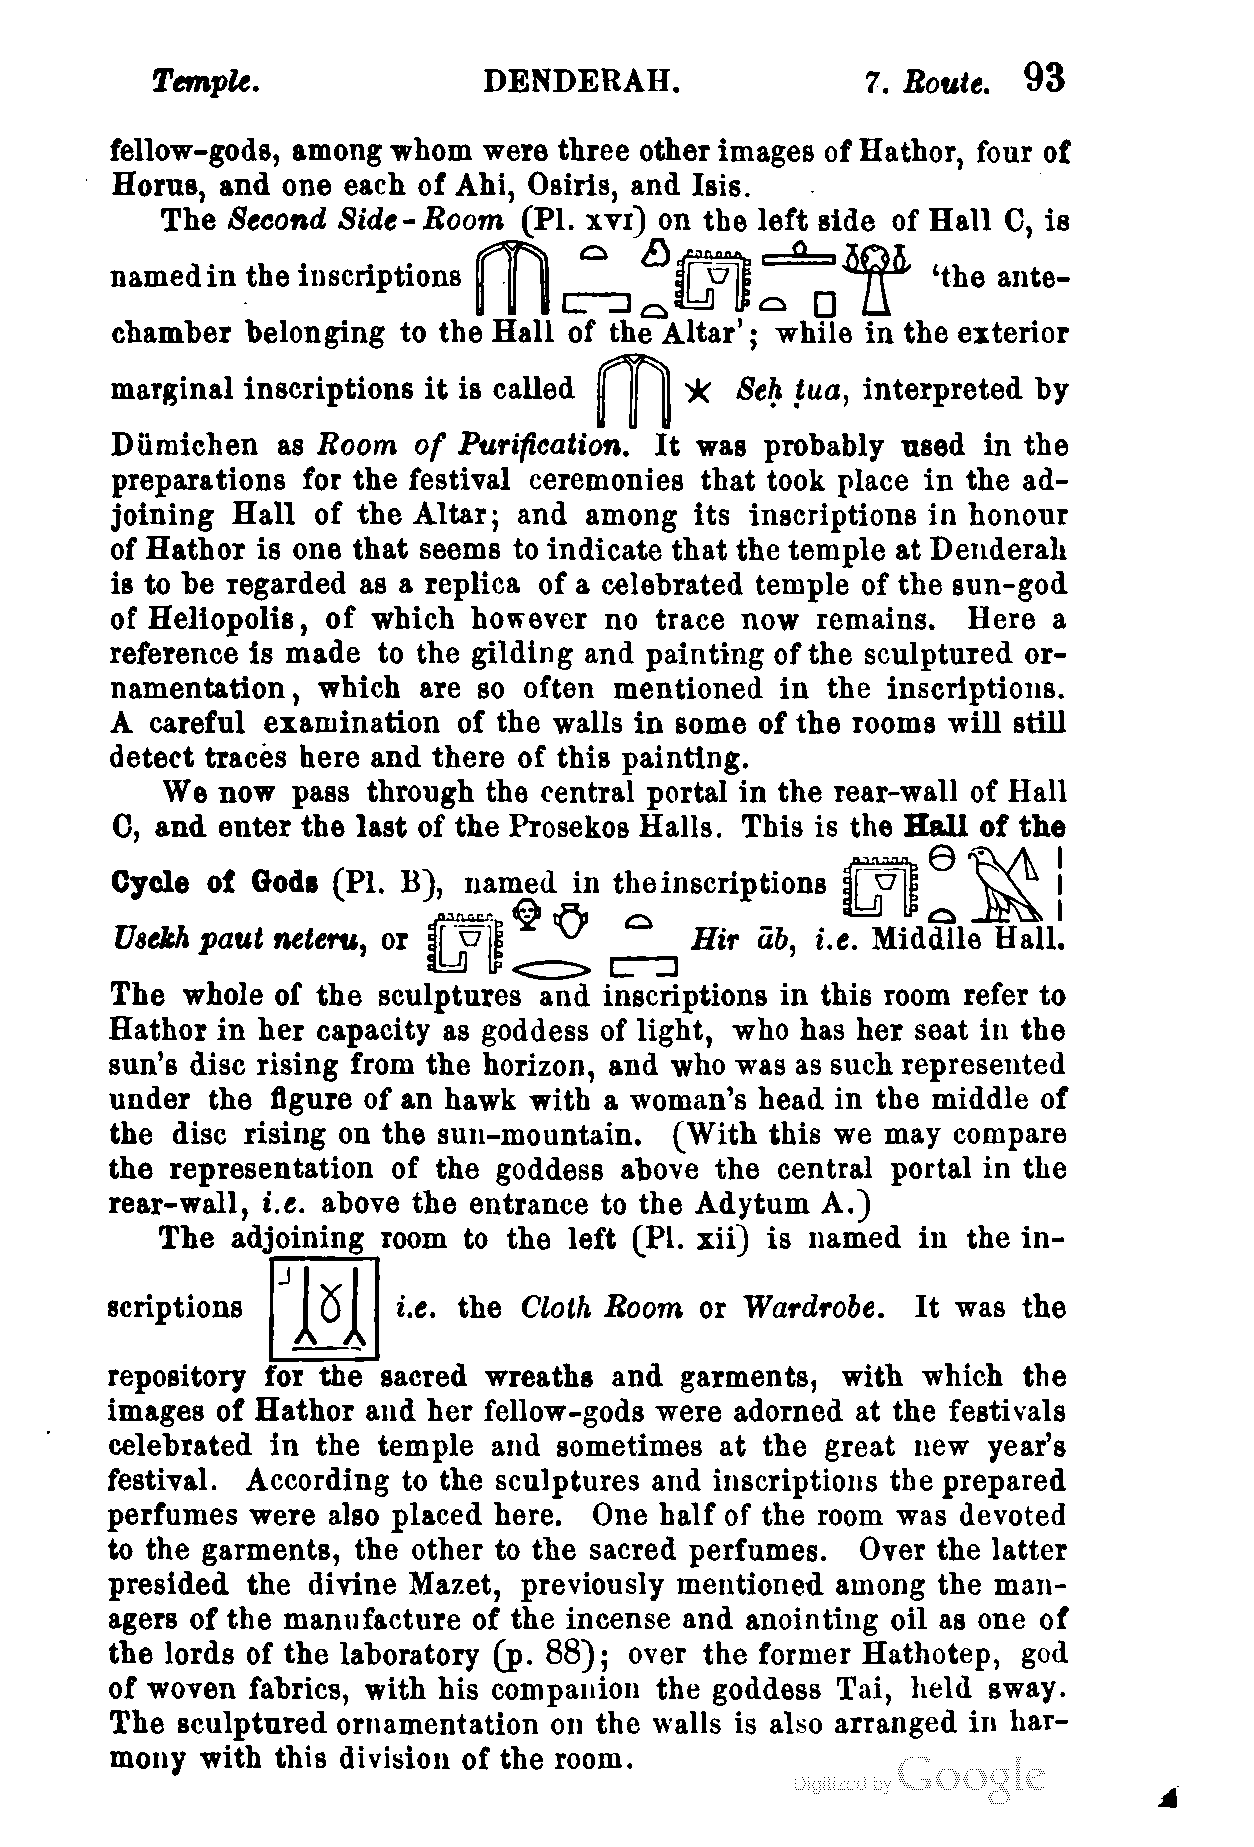 Temple. DENDERAH. 7. Route. 93
fellow-gods, among whom were three other images of Hathor, four of
Horus, and one each of Ahi, Osiris, and Isis.
The Second Side-Room (Pl. XVI) on the left side of Hall C, is
named in the inscriptions ‘the ante-
chamber belonging to the Hall of the Altar’; while in the exterior
marginal inscriptions it is called Seḥ ṭua, interpreted by
Dümichen as Room of Purification. It was probably used in the
preparations for the festival ceremonies that took place in the ad-
joining Hall of the Altar; and among its inscriptions in honour
of Hathor is one that seems to indicate that the temple at Denderah
is to be regarded as a replica of a celebrated temple of the sun-god
of Heliopolis, of which however no trace now remains. Here a
reference is made to the gilding and painting of the sculptured or-
namentation, which are so often mentioned in the inscriptions.
A careful examination of the walls in some of the rooms will still
detect traces here and there of this painting.
We now pass through the central portal in the rear-wall of Hall
C, and enter the last of the Prosekos Halls. This is the Hall of the
Cycle of Gods (Pl. B), named in the inscriptions
Usekh paut neteru, or Hir āb, i.e. Middlle Hall.
The whole of the sculptures and inscriptions in this room refer to
Hathor in her capacity as goddess of light, who has her seat in the
sun's disc rising from the horizon, and who was as such represented
under the figure of an hawk with a woman's head in the middle of
the disc rising on the sun-mountain. (With this we may compare
the representation of the goddess above the central portal in the
rear-wall, i.e. above the entrance to the Adytum A.)
The adjoining room to the left (Pl. xii) is named in the in-
scriptions i.e. the Cloth Room or Wardrobe. It was the
repository for the sacred wreaths and garments, with which the
images of Hathor and her fellow-gods were adorned at the festivals
celebrated in the temple and sometimes at the great new year's
festival. According to the sculptures and inscriptions the prepared
perfumes were also placed here. One half of the room was devoted
to the garments, the other to the sacred perfumes. Over the latter
presided the divine Mazet, previously mentioned among the man-
agers of the manufacture of the incense and anointing oil as one of
the lords of the laboratory (p. 88); over the former Hathotep, god
of woven fabrics, with his companion the goddess Tai, held sway.
The sculptured ornamentation on the walls is also arranged in har-
mony with this division of the room.
Digitized by Google